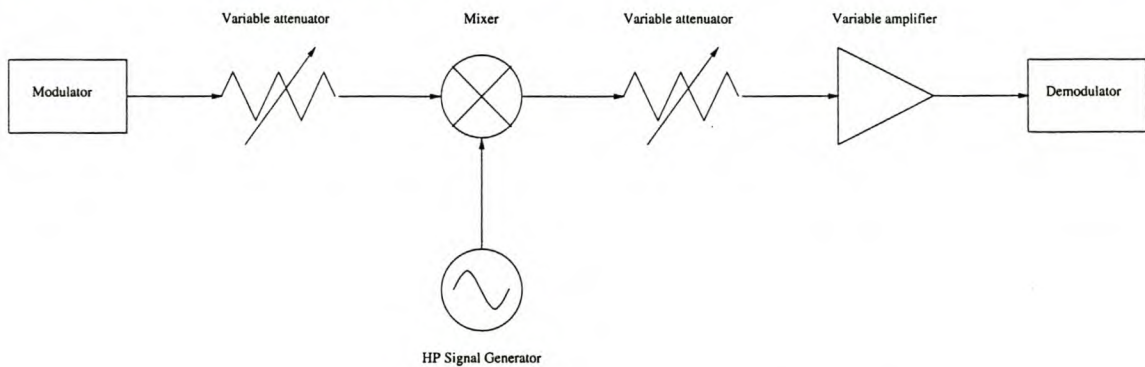 Variable attenuator
Mixer
Variable attenuator
Variable amplifier
Modulator
Demodulator
HP Signal Generator